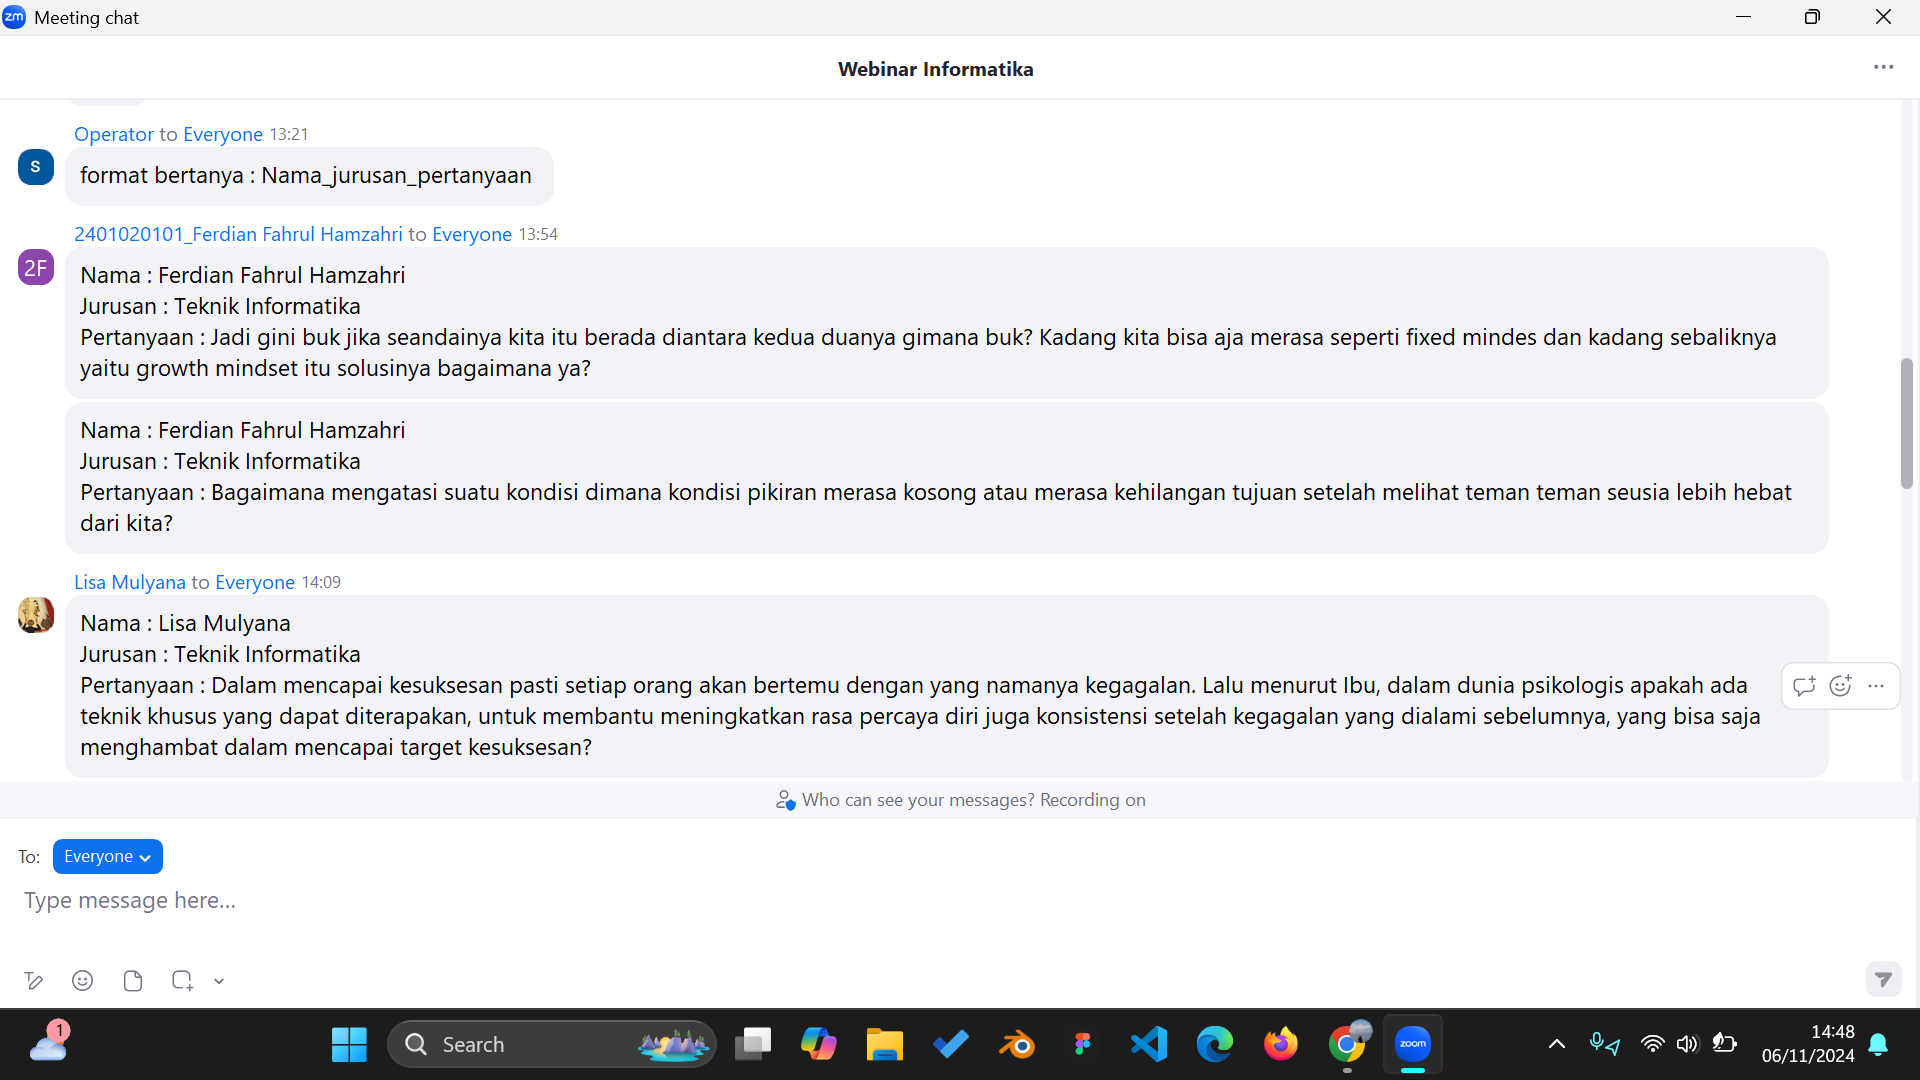 zm Meeting chat
Webinar Informatika
Operator to Everyone 13:21
S
format bertanya : Nama_jurusan_pertanyaan
2401020101_Ferdian Fahrul Hamzahri to Everyone 13:54
2F
Nama : Ferdian Fahrul Hamzahri
Jurusan : Teknik Informatika
Pertanyaan : Jadi gini buk jika seandainya kita itu berada diantara kedua duanya gimana buk? Kadang kita bisa aja merasa seperti fixed mindes dan kadang sebaliknya
yaitu growth mindset itu solusinya bagaimana ya?
Nama : Ferdian Fahrul Hamzahri
Jurusan : Teknik Informatika
Pertanyaan : Bagaimana mengatasi suatu kondisi dimana kondisi pikiran merasa kosong atau merasa kehilangan tujuan setelah melihat teman teman seusia lebih hebat
dari kita?
Lisa Mulyana to Everyone 14:09
Nama : Lisa Mulyana
Jurusan : Teknik Informatika
Pertanyaan : Dalam mencapai kesuksesan pasti setiap orang akan bertemu dengan yang namanya kegagalan. Lalu menurut Ibu, dalam dunia psikologis apakah ada
teknik khusus yang dapat diterapakan, untuk membantu meningkatkan rasa percaya diri juga konsistensi setelah kegagalan yang dialami sebelumnya, yang bisa saja
menghambat dalam mencapai target kesuksesan?
Who can see your messages? Recording on
To: Everyone
Type message here...
1
Search
zoom
14:48
06/11/2024